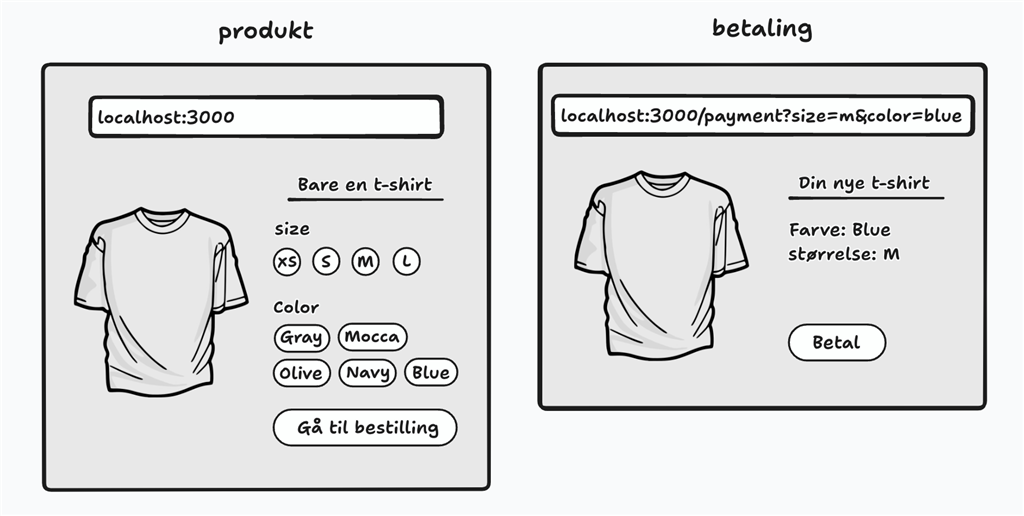 produkt
localhost:3000
Bare en t-shirt
size
XS S M L
Color
Gray Mocca
Olive Navy Blue
Gå til bestilling
betaling
localhost:3000/payment?size=m&color=blue
Din nye t-shirt
Farve: Blue
størrelse: M
Betal